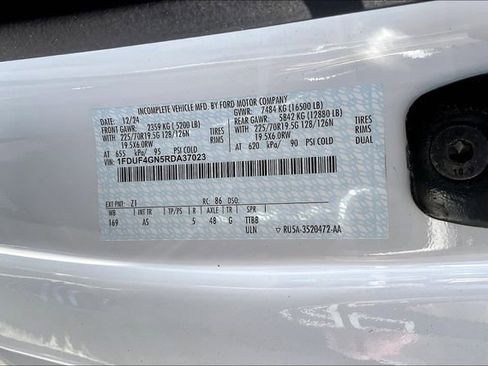 INCOMPLETE VEHICLE MFD. BY FORD MOTOR COMPANY
DATE: 12/24 GVWR: 7484 KG (16500 LB)
FRONT GAWR: 2359 KG (5200 LB) REAR GAWR: 5842 KG (12880 LB)
WITH 225/70R19.5G 128/126N TIRES WITH 225/70R19.5G 128/126N TIRES
19.5X6.0RW RIMS 19.5X6.0RW RIMS
AT 655 kPa/ 95 PSI COLD AT 620 kPa/ 90 PSI COLD DUAL
VIN: 1FDUF4GN5RDA37023
EXT PNT: Z1 RC: 86 DSO:
WB INT TR TP/PS R AXLE TR SPR
169 AS 5 48 G TTBB
ULN RU5A-3520472-AA